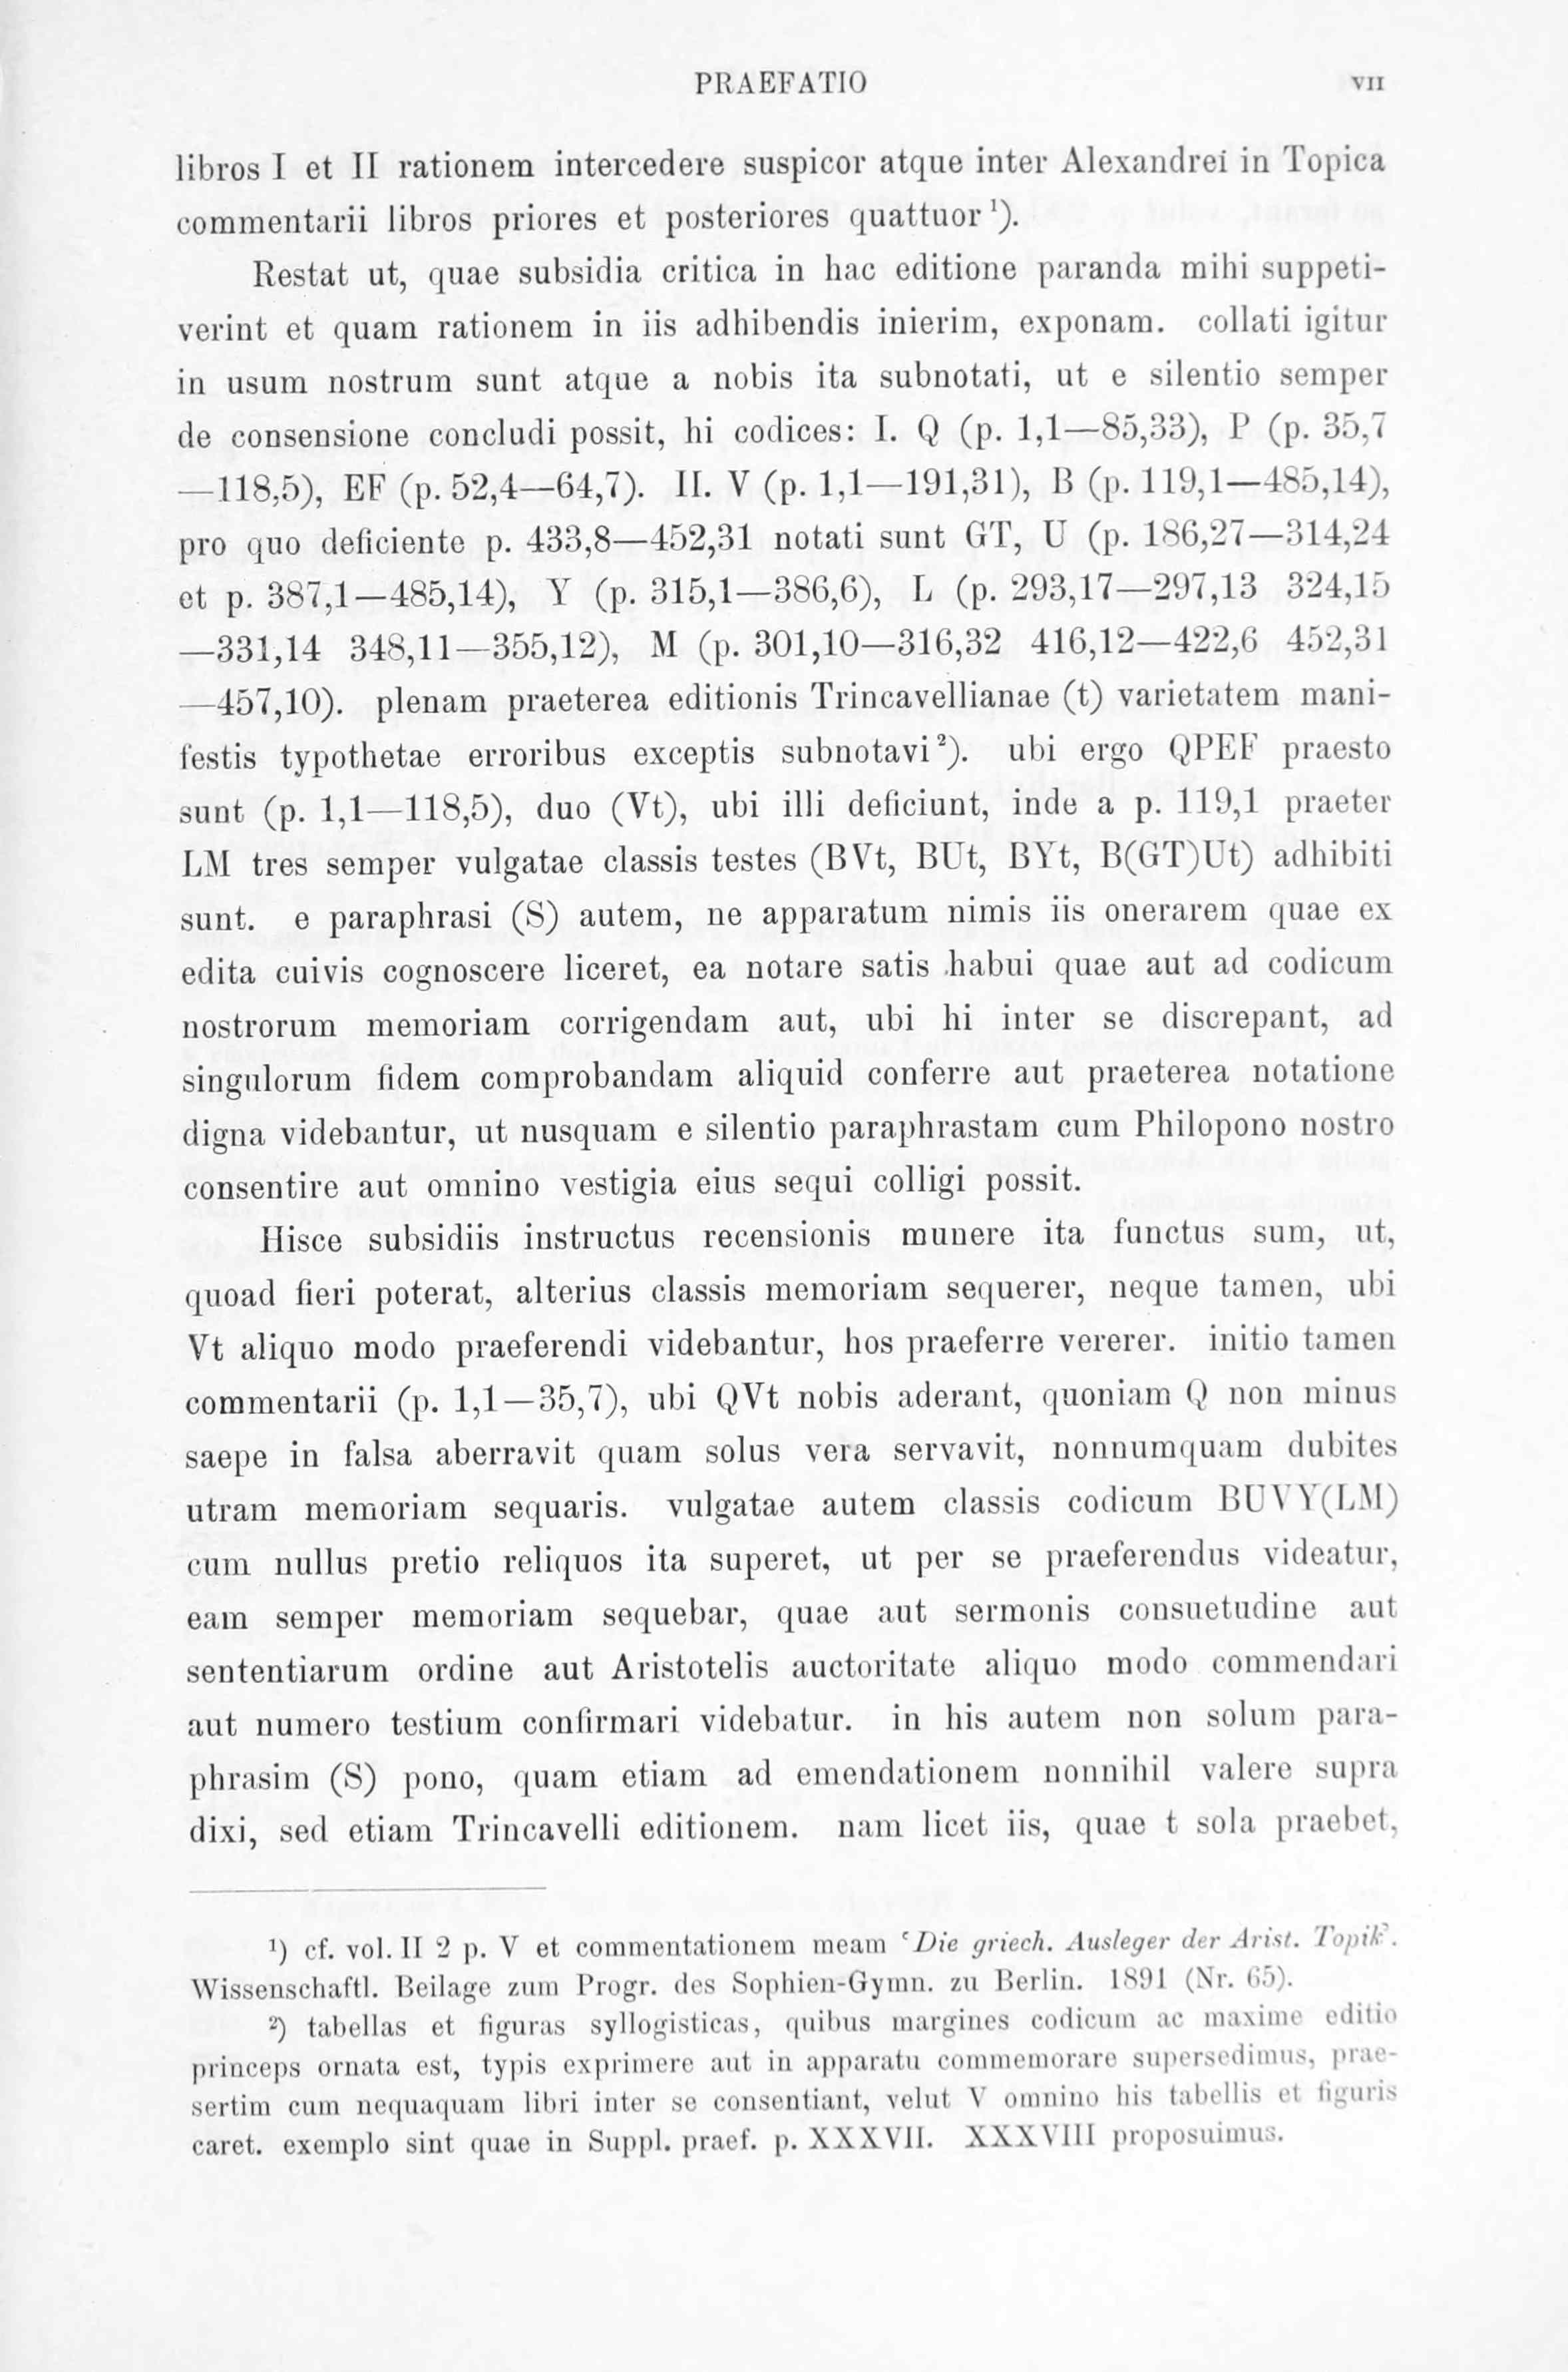 PRAEFATIO VII
libros I et II rationem intercedere suspicor atque inter Alexandrei in Topica
commentarii libros priores et posteriores quattuor ¹).
Restat ut, quae subsidia critica in hac editione paranda mihi suppeti-
verint et quam rationem in iis adhibendis inierim, exponam. collati igitur
in usum nostrum sunt atque a nobis ita subnotati, ut e silentio semper
de consensione concludi possit, hi codices: I. Q (p. 1,1—85,33), P (p. 35,7
—118,5), EF (p. 52,4—64,7). II. V (p. 1,1—191,31), B (p. 119,1—485,14),
pro quo deficiente p. 433,8—452,31 notati sunt GT, U (p. 186,27—314,24
et p. 387,1—485,14), Y (p. 315,1—386,6), L (p. 293,17—297,13 324,15
—331,14 348,11—355,12), M (p. 301,10—316,32 416,12—422,6 452,31
—457,10). plenam praeterea editionis Trincavellianae (t) varietatem mani-
festis typothetae erroribus exceptis subnotavi ²). ubi ergo QPEF praesto
sunt (p. 1,1—118,5), duo (Vt), ubi illi deficiunt, inde a p. 119,1 praeter
LM tres semper vulgatae classis testes (BVt, BUt, BYt, B(GT)Ut) adhibiti
sunt. e paraphrasi (S) autem, ne apparatum nimis iis onerarem quae ex
edita cuivis cognoscere liceret, ea notare satis habui quae aut ad codicum
nostrorum memoriam corrigendam aut, ubi hi inter se discrepant, ad
singulorum fidem comprobandam aliquid conferre aut praeterea notatione
digna videbantur, ut nusquam e silentio paraphrastam cum Philopono nostro
consentire aut omnino vestigia eius sequi colligi possit.
Hisce subsidiis instructus recensionis munere ita functus sum, ut,
quoad fieri poterat, alterius classis memoriam sequerer, neque tamen, ubi
Vt aliquo modo praeferendi videbantur, hos praeferre vererer. initio tamen
commentarii (p. 1,1—35,7), ubi QVt nobis aderant, quoniam Q non minus
saepe in falsa aberravit quam solus vera servavit, nonnumquam dubites
utram memoriam sequaris. vulgatae autem classis codicum BUVY(LM)
cum nullus pretio reliquos ita superet, ut per se praeferendus videatur,
eam semper memoriam sequebar, quae aut sermonis consuetudine aut
sententiarum ordine aut Aristotelis auctoritate aliquo modo commendari
aut numero testium confirmari videbatur. in his autem non solum para-
phrasim (S) pono, quam etiam ad emendationem nonnihil valere supra
dixi, sed etiam Trincavelli editionem. nam licet iis, quae t sola praebet,
¹) cf. vol. II 2 p. V et commentationem meam ‘Die griech. Ausleger der Arist. Topik’.
Wissenschaftl. Beilage zum Progr. des Sophien-Gymn. zu Berlin. 1891 (Nr. 65).
²) tabellas et figuras syllogisticas, quibus margines codicum ac maxime editio
princeps ornata est, typis exprimere aut in apparatu commemorare supersedimus, prae-
sertim cum nequaquam libri inter se consentiant, velut V omnino his tabellis et figuris
caret. exemplo sint quae in Suppl. praef. p. XXXVII. XXXVIII proposuimus.